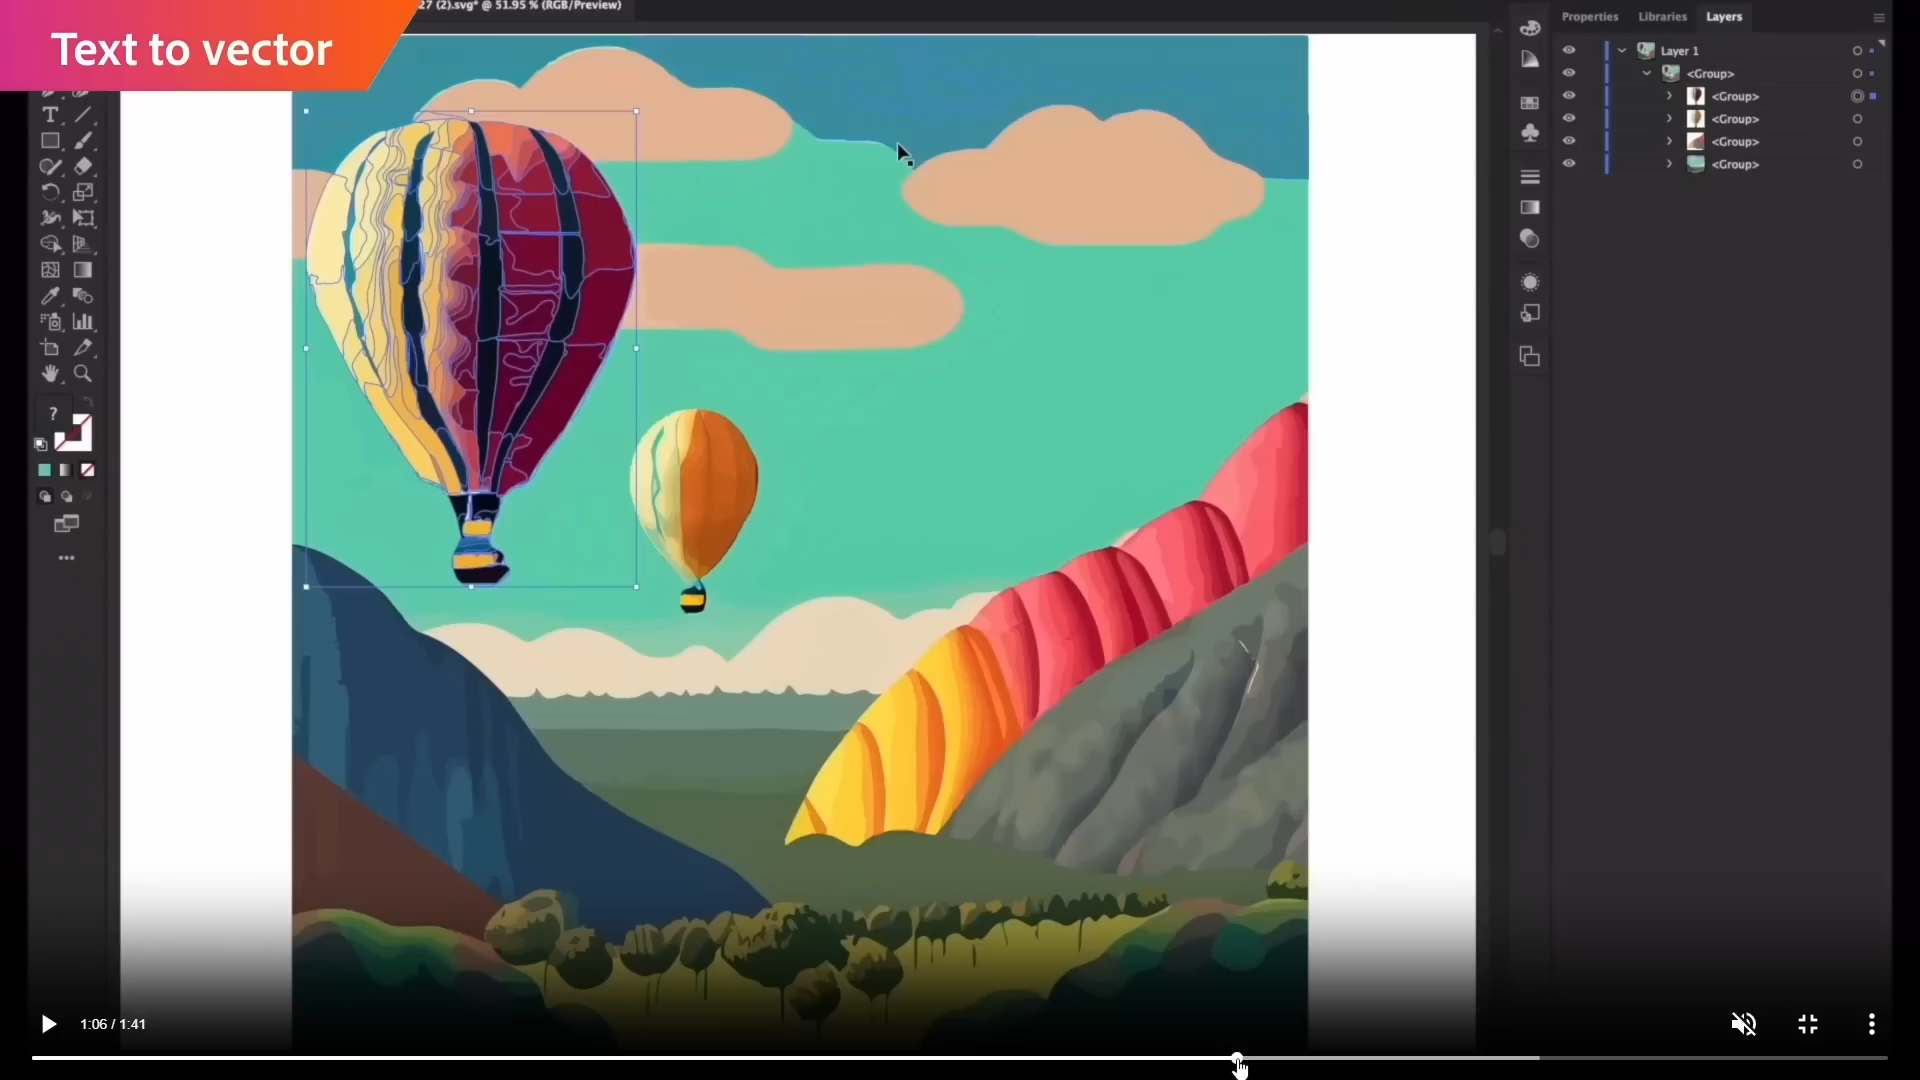 27 (2).svg* @ 51.95 % (RGB/Preview)
Text to vector
Properties Libraries Layers
Layer 1
<Group>
<Group>
<Group>
<Group>
<Group>
?
1:06 / 1:41